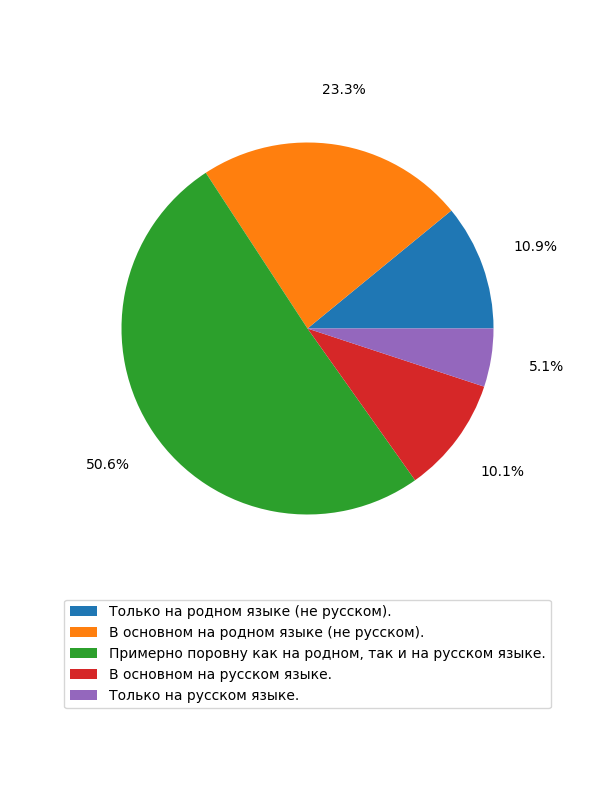 23.3%
10.9%
5.1%
50.6%
10.1%
Только на родном языке (не русском).
В основном на родном языке (не русском).
Примерно поровну как на родном, так и на русском языке.
В основном на русском языке.
Только на русском языке.